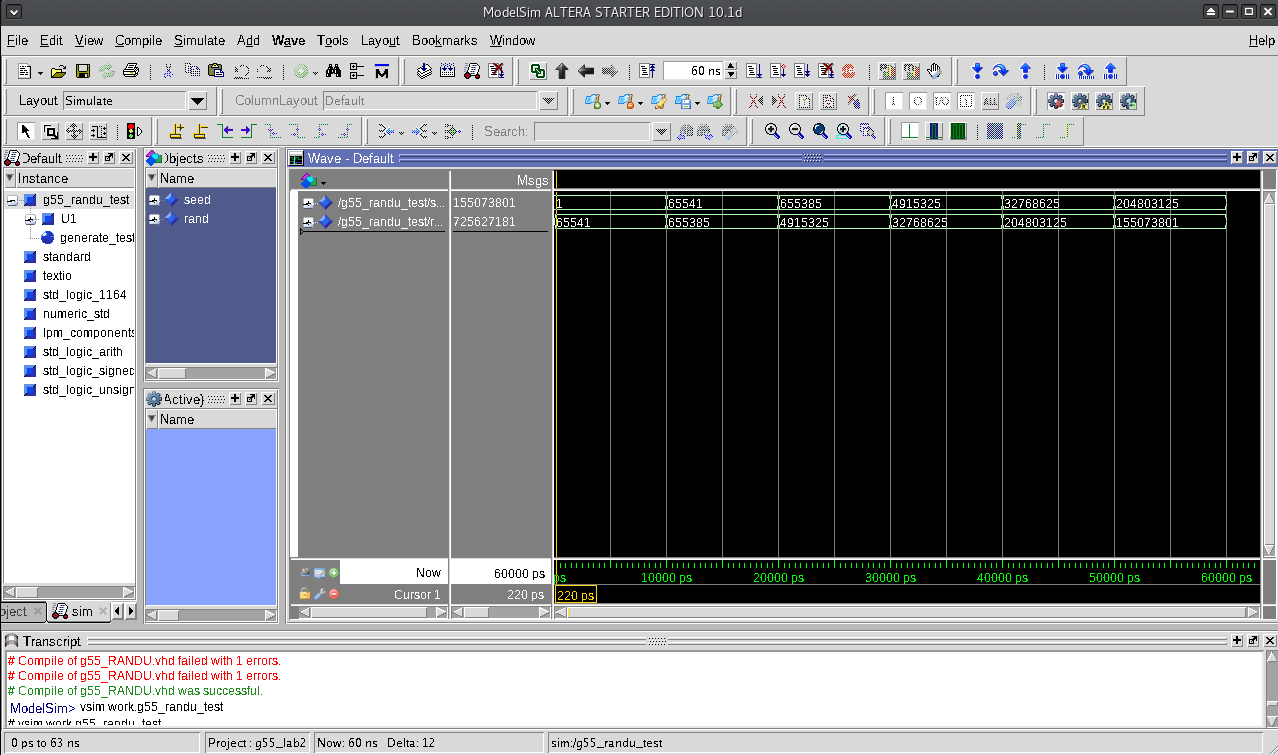 ModelSim ALTERA STARTER EDITION 10.1d
File Edit View Compile Simulate Add Wave Tools Layout Bookmarks Window Help
60 ns
Layout Simulate ColumnLayout Default
Search:
Default Objects Wave - Default
Instance Name Msgs
g55_randu_test seed /g55_randu_test/s... 155073801 1 65541 655385 4915325 32768625 204803125
U1 rand /g55_randu_test/r... 725627181 65541 655385 4915325 32768625 204803125 155073801
generate_test
standard
textio
std_logic_1164
numeric_std
lpm_components
std_logic_arith
std_logic_signed
std_logic_unsign
Active)
Name
Now 60000 ps ps 10000 ps 20000 ps 30000 ps 40000 ps 50000 ps 60000 ps
Cursor 1 220 ps 220 ps
oject sim
Transcript
# Compile of g55_RANDU.vhd failed with 1 errors.
# Compile of g55_RANDU.vhd failed with 1 errors.
# Compile of g55_RANDU.vhd was successful.
ModelSim> vsim work.g55_randu_test
# vsim work.g55_randu_test
0 ps to 63 ns Project : g55_lab2 Now: 60 ns Delta: 12 sim:/g55_randu_test